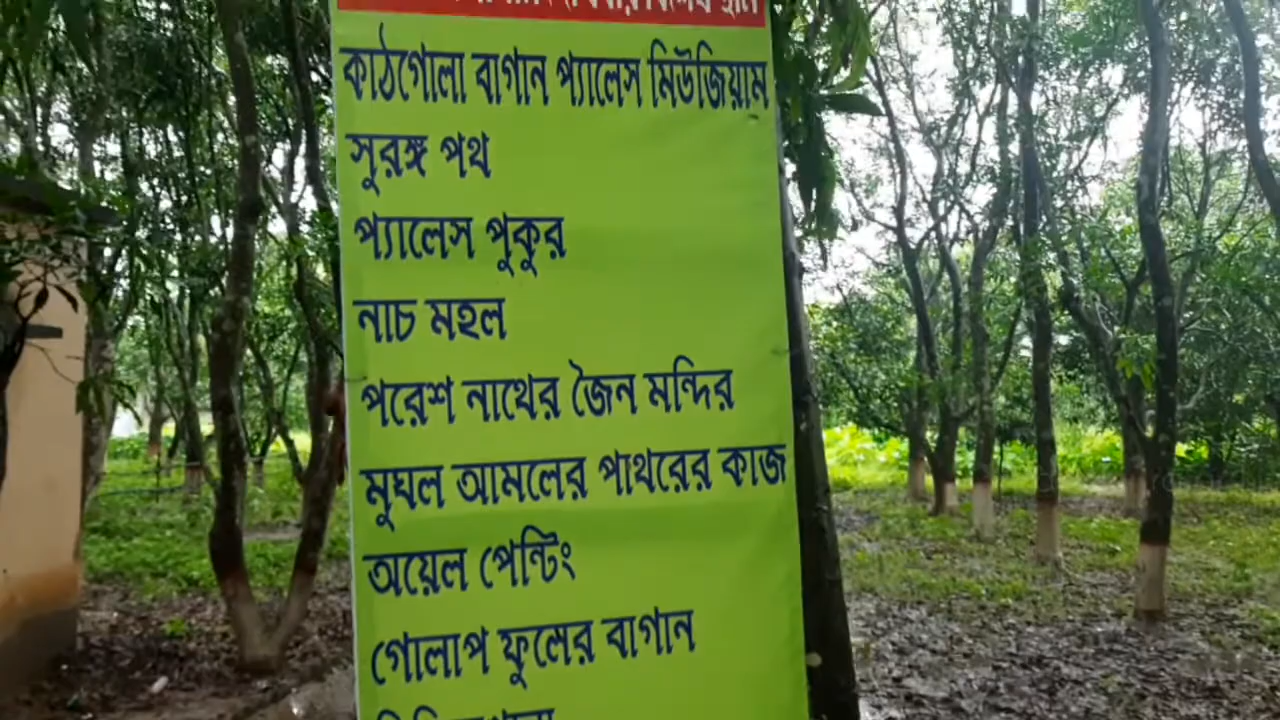 কাঠগোলা বাগান প্যালেস মিউজিয়াম
সুরঙ্গ পথ
প্যালেস পুকুর
নাচ মহল
পরেশ নাথের জৈন মন্দির
মুঘল আমলের পাথরের কাজ
অয়েল পেন্টিং
গোলাপ ফুলের বাগান